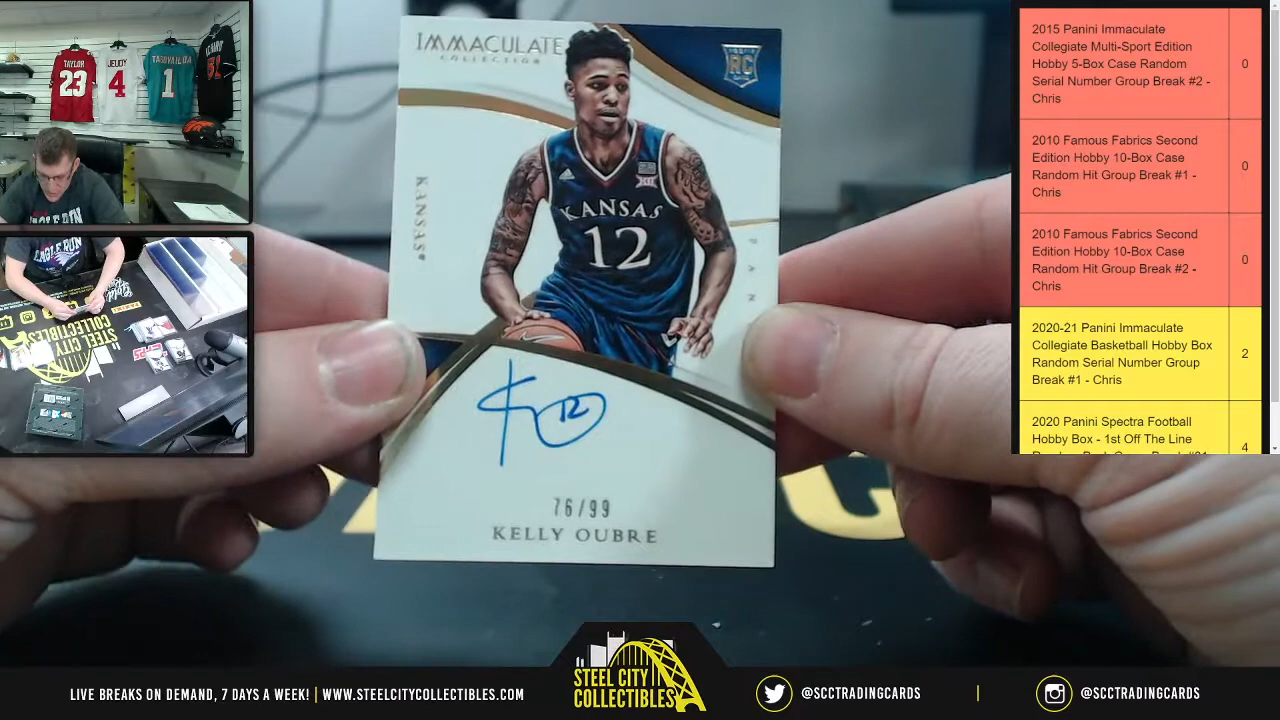 TAYLOR
23
JEUDY
4
TAGOVAILOA
1
IMMACULATE
COLLECTION
RC
KANSAS
KANSAS
12
12
76/99
KELLY OUBRE
STEEL CITY
COLLECTIBLES
2015 Panini Immaculate
Collegiate Multi-Sport Edition
Hobby 5-Box Case Random
Serial Number Group Break #2 -
Chris
0
2010 Famous Fabrics Second
Edition Hobby 10-Box Case
Random Hit Group Break #1 -
Chris
0
2010 Famous Fabrics Second
Edition Hobby 10-Box Case
Random Hit Group Break #2 -
Chris
0
2020-21 Panini Immaculate
Collegiate Basketball Hobby Box
Random Serial Number Group
Break #1 - Chris
2
2020 Panini Spectra Football
Hobby Box - 1st Off The Line
4
LIVE BREAKS ON DEMAND, 7 DAYS A WEEK! | WWW.STEELCITYCOLLECTIBLES.COM
STEEL CITY
COLLECTIBLES
@SCCTRADINGCARDS | @SCCTRADINGCARDS